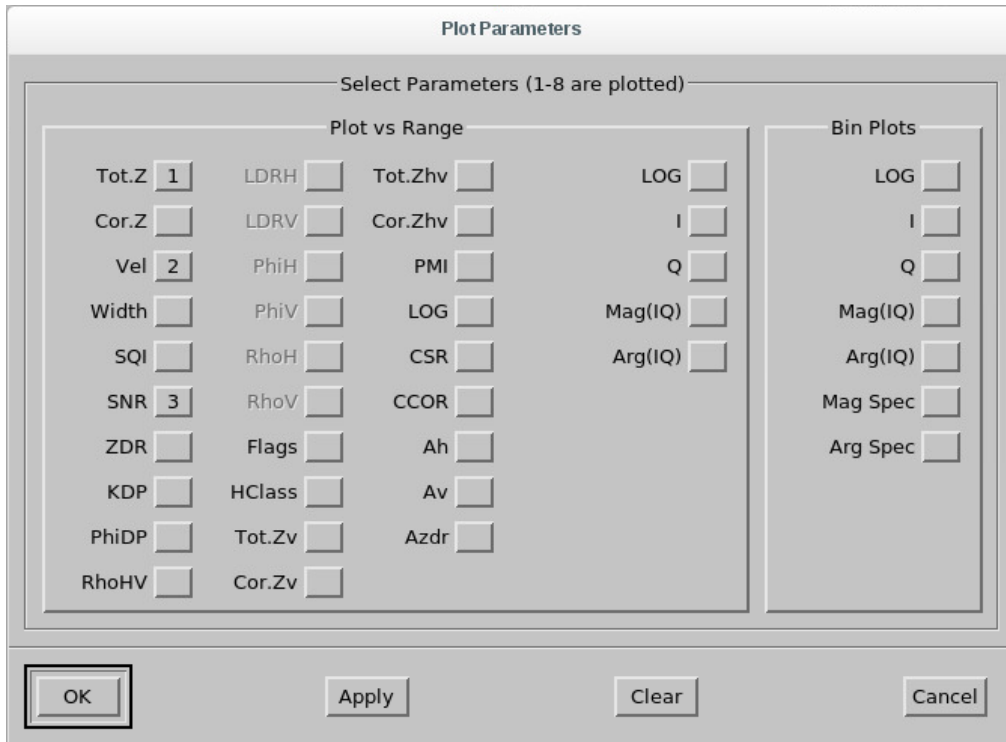 Plot Parameters
Select Parameters (1-8 are plotted)
Plot vs Range
Tot.Z 1
Cor.Z
Vel 2
Width
SQI
SNR 3
ZDR
KDP
PhiDP
RhoHV
LDRH
LDRV
PhiH
PhiV
RhoH
RhoV
Flags
HClass
Tot.Zv
Cor.Zv
Tot.Zhv
Cor.Zhv
PMI
LOG
CSR
CCOR
Ah
Av
Azdr
LOG
I
Q
Mag(IQ)
Arg(IQ)
Bin Plots
LOG
I
Q
Mag(IQ)
Arg(IQ)
Mag Spec
Arg Spec
OK
Apply
Clear
Cancel